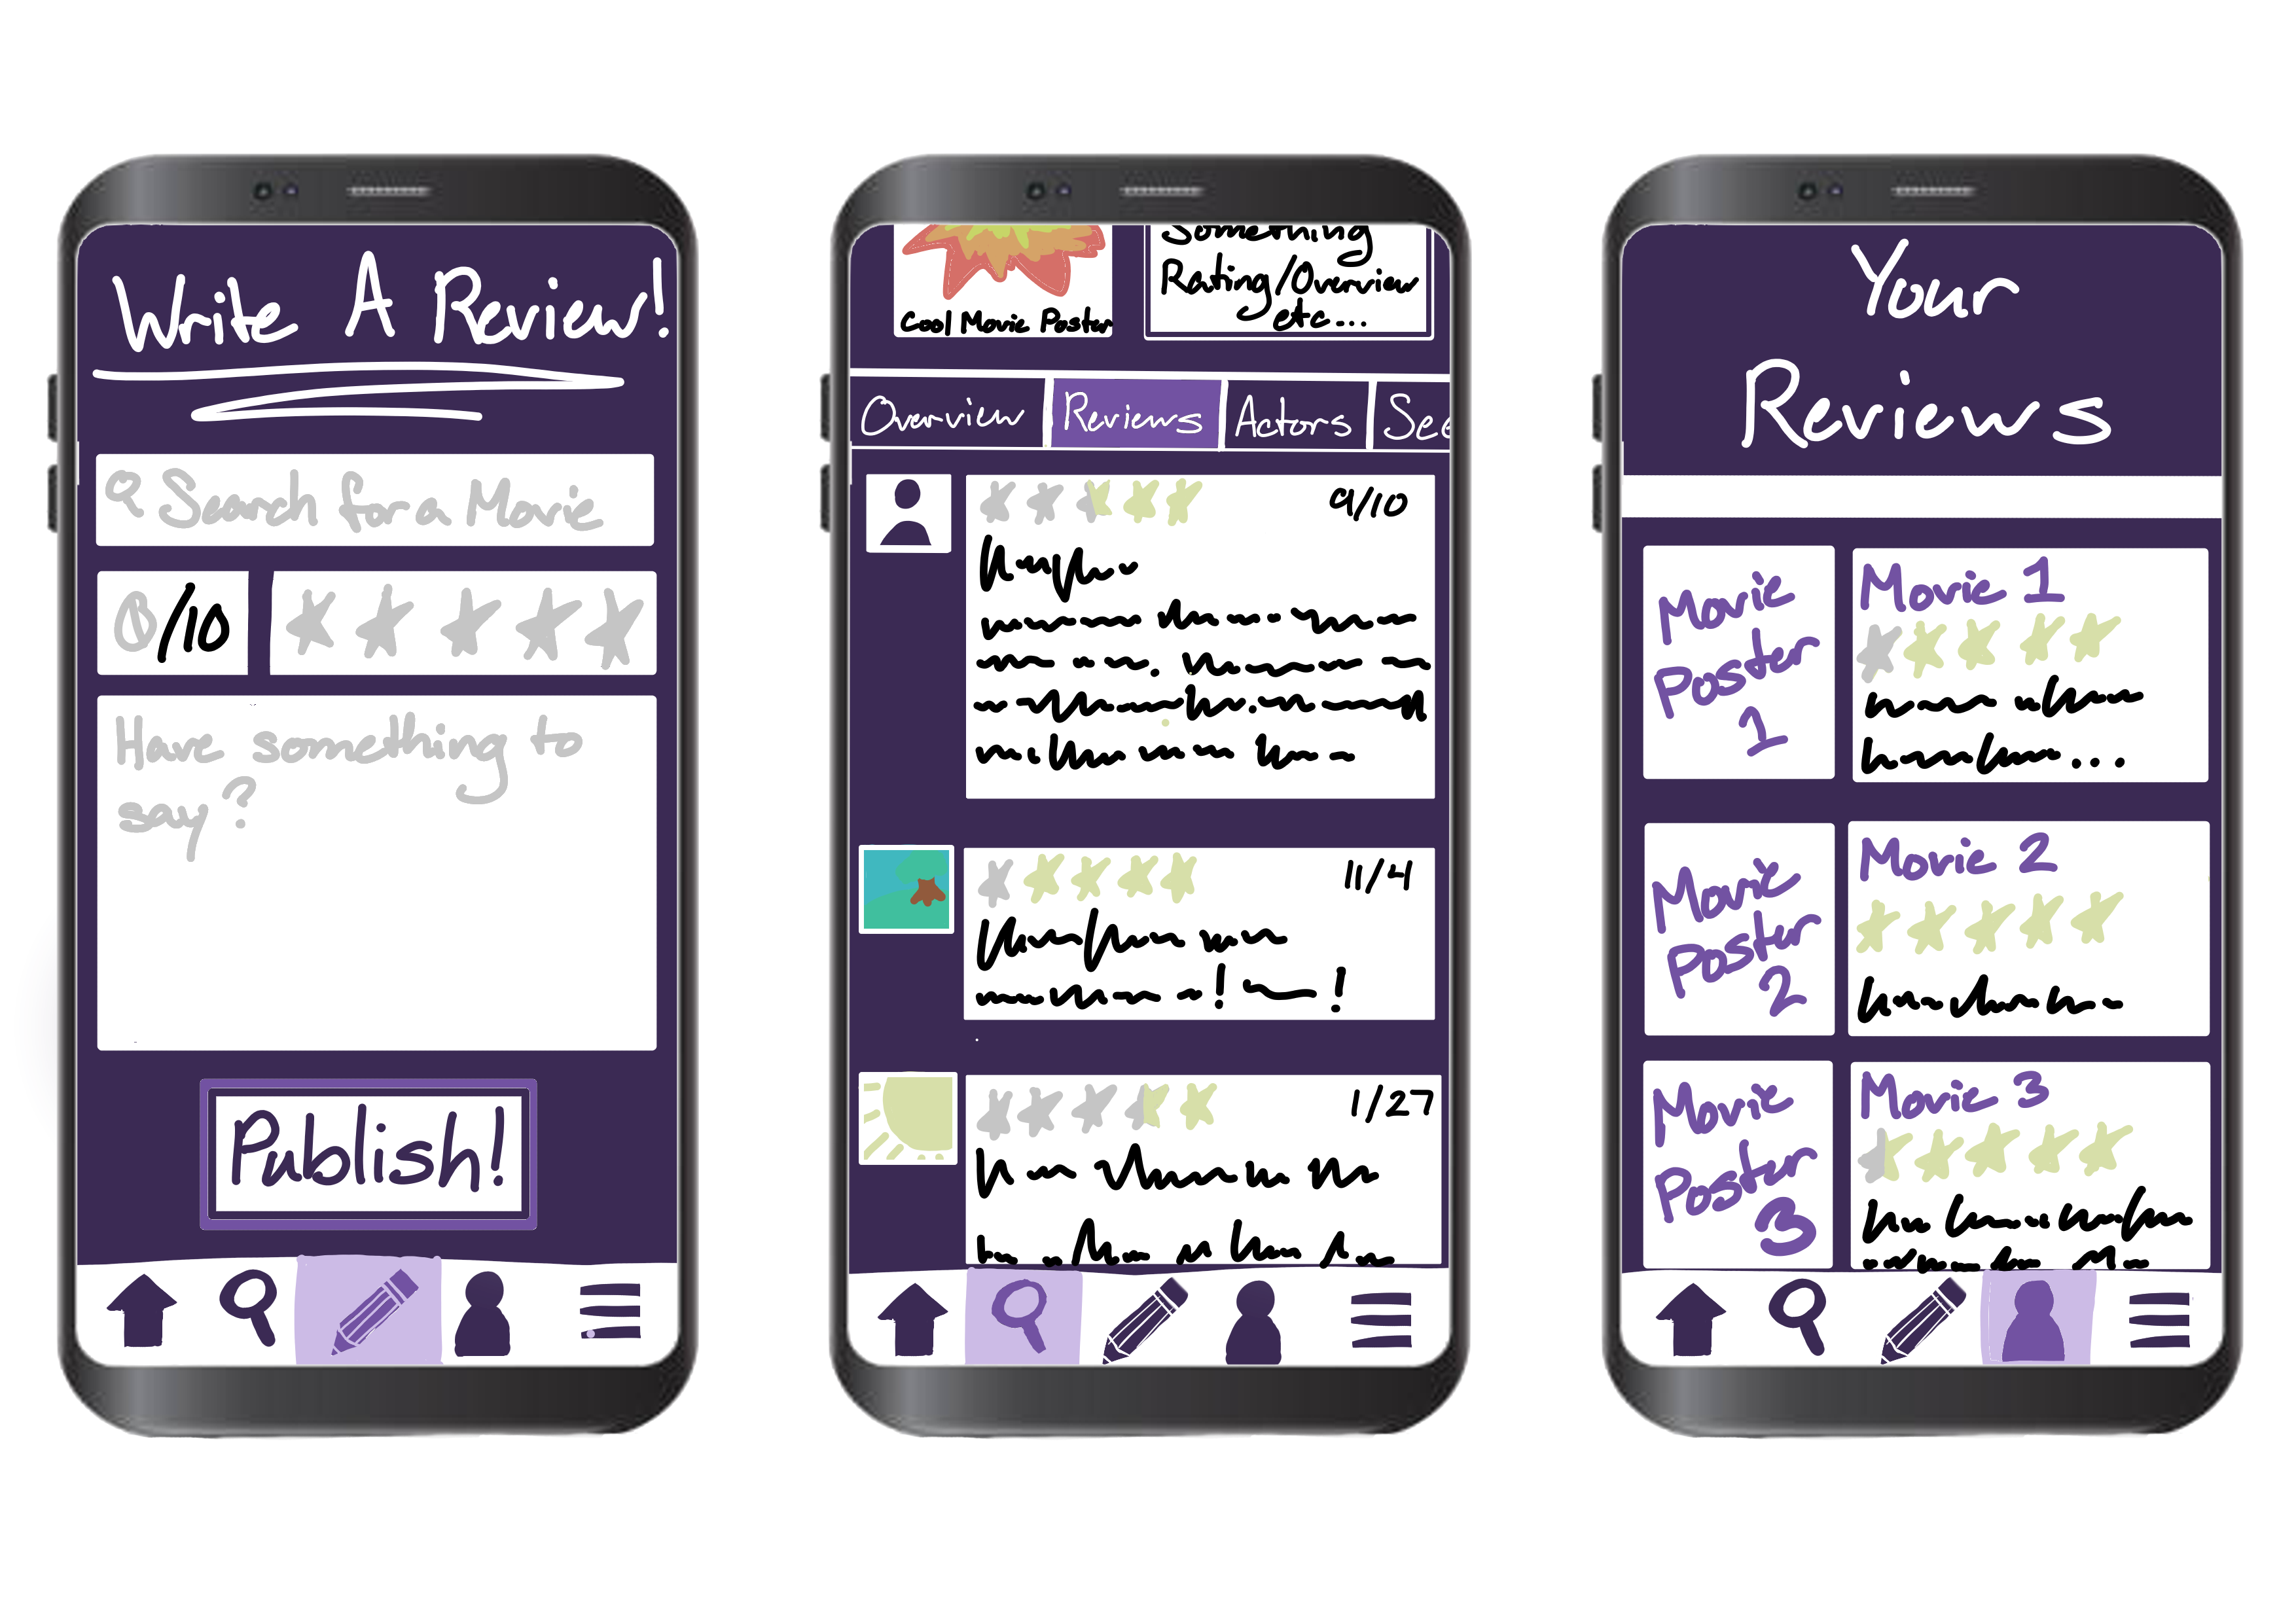 Write A Review!
Search for a Movie
0/10
Have something to
say?
Publish!
Something
Rating/Overview
etc...
Cool Movie Poster
Overview
Reviews
Actors
See
9/10
11/4
1/27
Your
Reviews
Movie
Poster
1
Movie 1
Movie
Poster
2
Movie 2
Movie
Poster
3
Movie 3